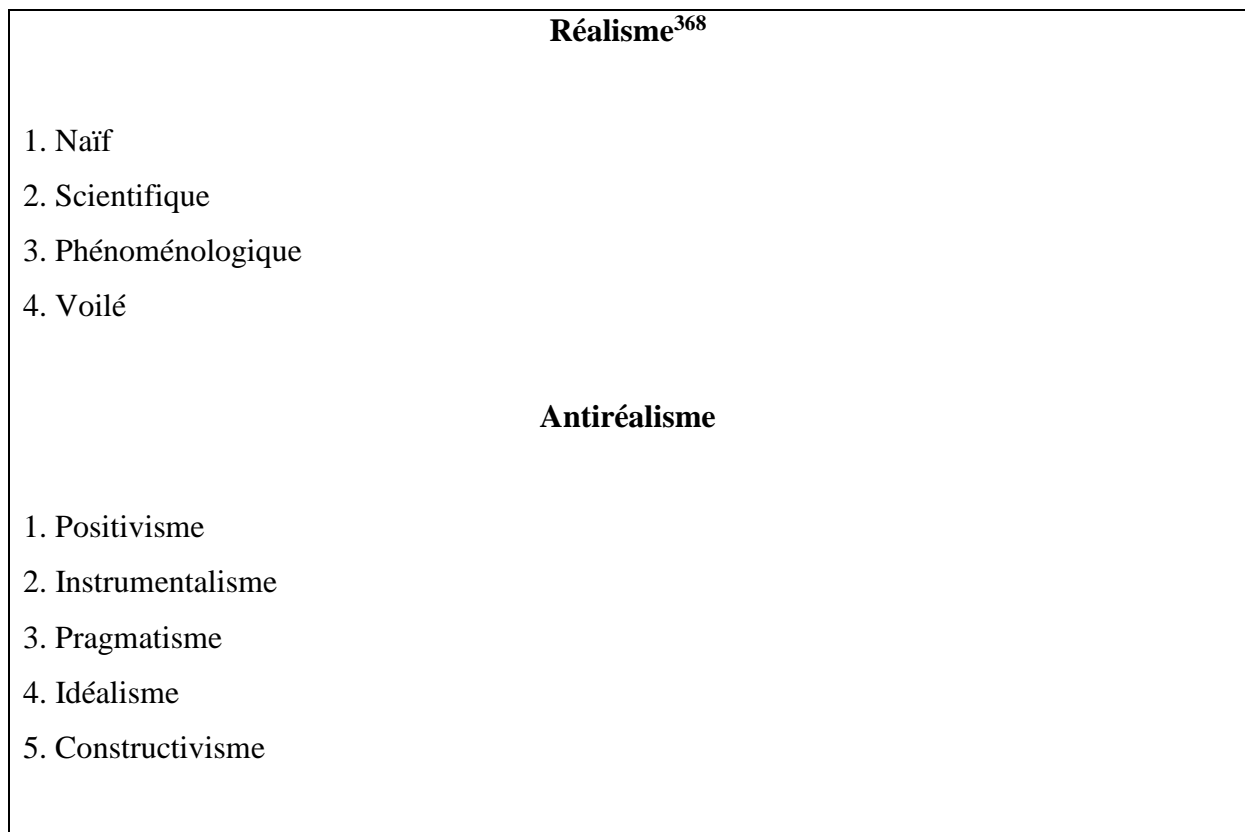 Réalisme368
1. Naïf
2. Scientifique
3. Phénoménologique
4. Voilé
Antiréalisme
1. Positivisme
2. Instrumentalisme
3. Pragmatisme
4. Idéalisme
5. Constructivisme